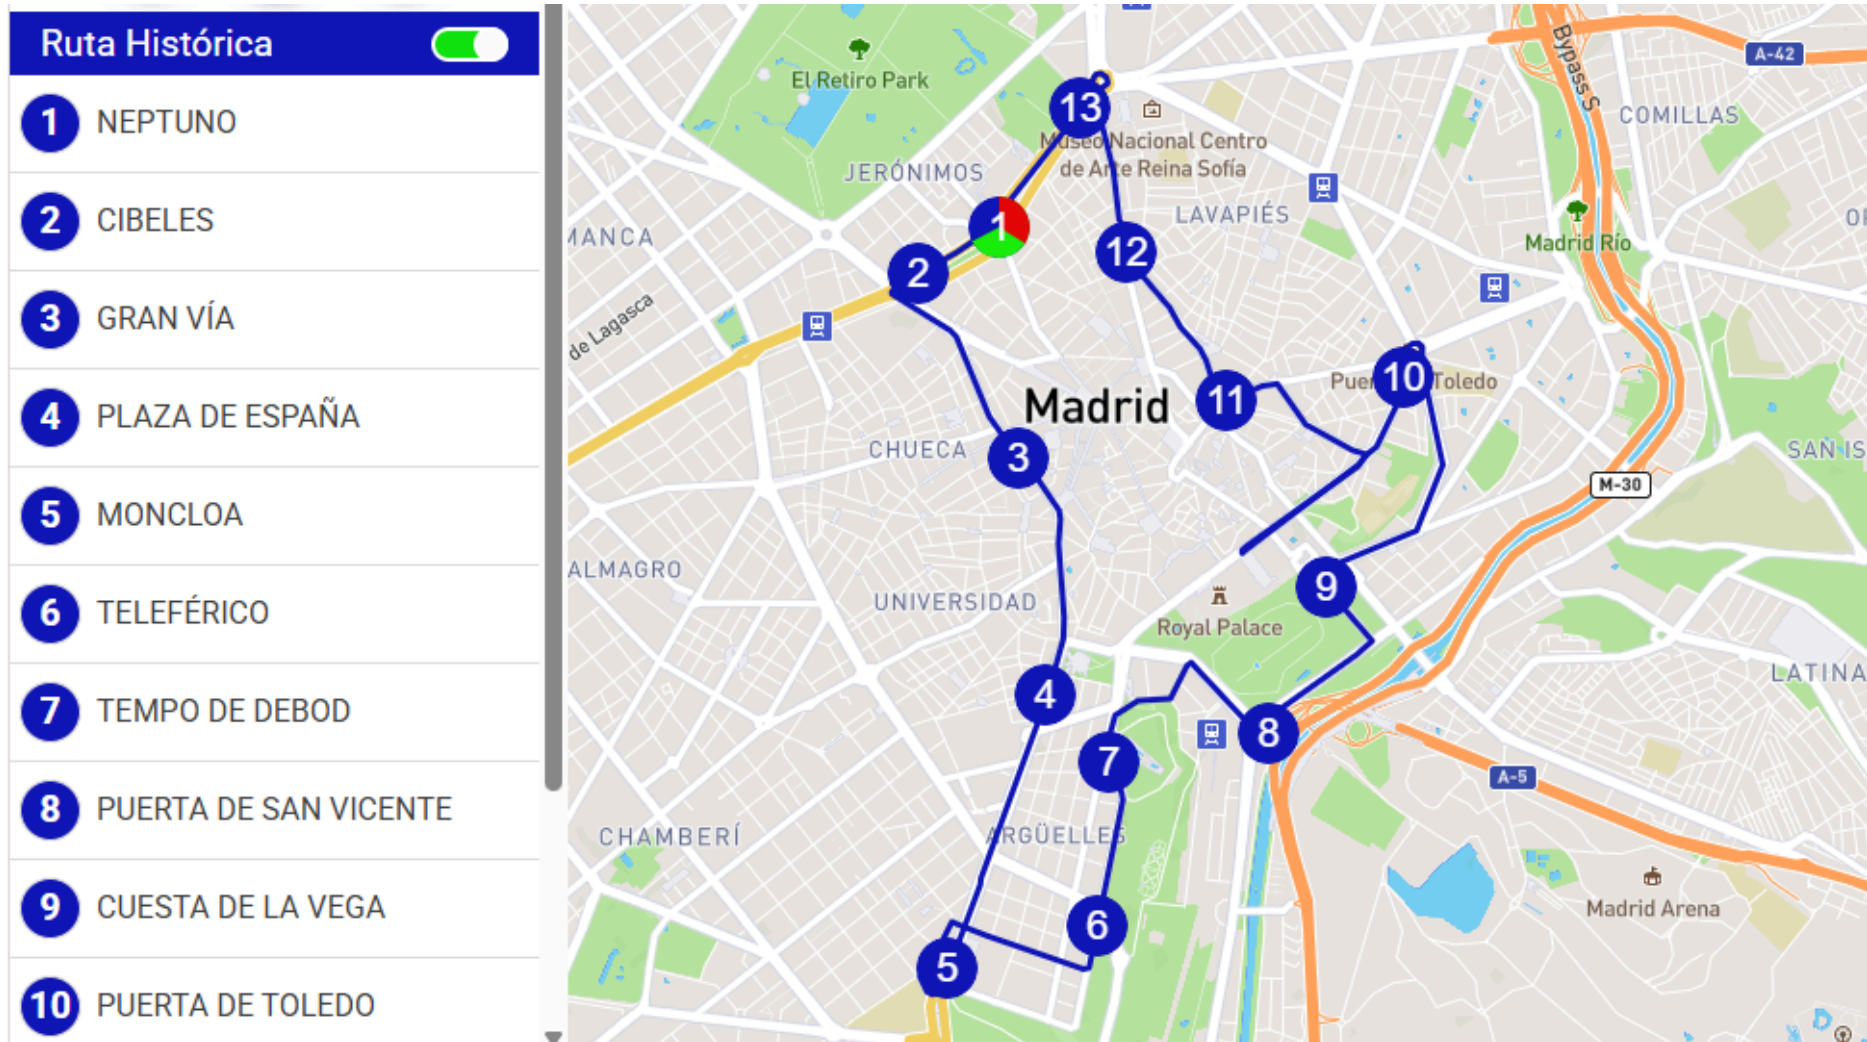 Ruta Histórica
1 NEPTUNO
2 CIBELES
3 GRAN VÍA
4 PLAZA DE ESPAÑA
5 MONCLOA
6 TELEFÉRICO
7 TEMPO DE DEBOD
8 PUERTA DE SAN VICENTE
9 CUESTA DE LA VEGA
10 PUERTA DE TOLEDO
El Retiro Park
Bypass S
A-42
COMILLAS
13
Museo Nacional Centro
de Arte Reina Sofía
JERÓNIMOS
LAVAPIÉS
MANCA
1
12
Madrid Río
2
de Lagasca
10
Toledo
11
Madrid
CHUECA
3
SAN IS
M-30
ALMAGRO
UNIVERSIDAD
9
Royal Palace
LATINA
4
8
7
A-5
CHAMBERÍ
ARGÜELLES
Madrid Arena
6
5